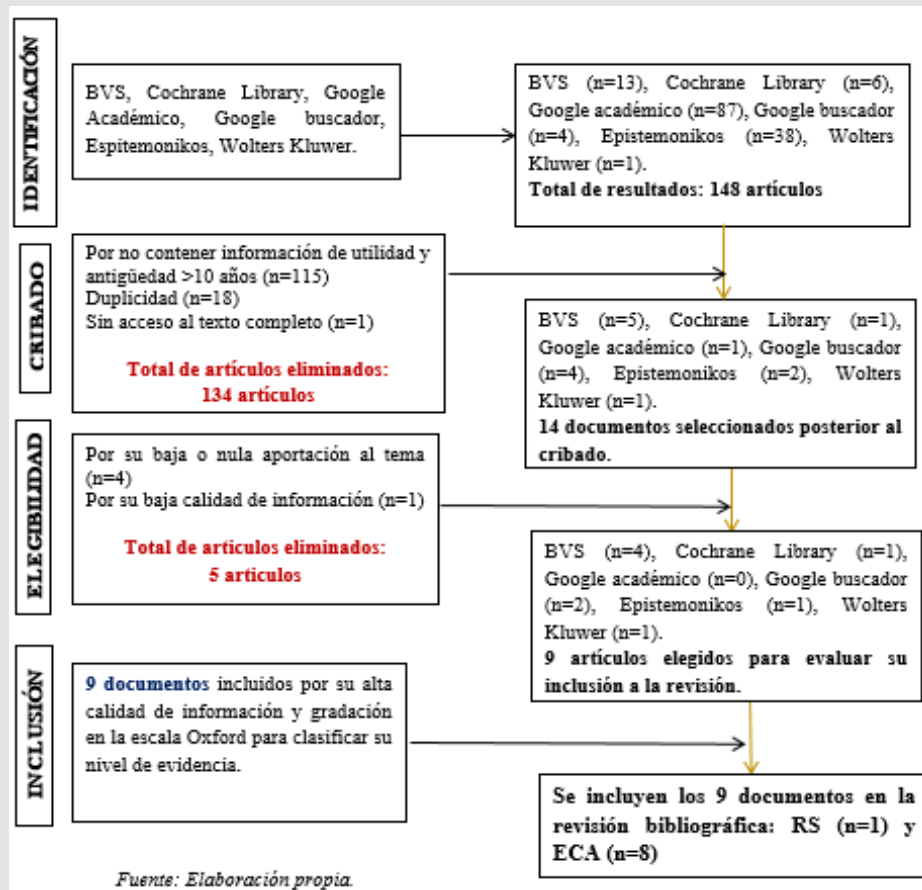 IDENTIFICACIÓN
BVS, Cochrane Library, Google
Académico, Google buscador,
Espitemonikos, Wolters Kluwer.
BVS (n=13), Cochrane Library (n=6),
Google académico (n=87), Google buscador
(n=4), Epistemonikos (n=38), Wolters
Kluwer (n=1).
Total de resultados: 148 artículos
CRIBADO
Por no contener información de utilidad y
antigüedad >10 años (n=115)
Duplicidad (n=18)
Sin acceso al texto completo (n=1)
Total de artículos eliminados:
134 artículos
BVS (n=5), Cochrane Library (n=1),
Google académico (n=1), Google buscador
(n=4), Epistemonikos (n=2), Wolters
Kluwer (n=1).
14 documentos seleccionados posterior al
cribado.
ELEGIBILIDAD
Por su baja o nula aportación al tema
(n=4)
Por su baja calidad de información (n=1)
Total de articulos eliminados:
5 articulos
BVS (n=4), Cochrane Library (n=1),
Google académico (n=0), Google buscador
(n=2), Epistemonikos (n=1), Wolters
Kluwer (n=1).
9 artículos elegidos para evaluar su
inclusión a la revisión.
INCLUSIÓN
9 documentos incluidos por su alta
calidad de información y gradación
en la escala Oxford para clasificar su
nivel de evidencia.
Se incluyen los 9 documentos en la
revisión bibliográfica: RS (n=1) y
ECA (n=8)
Fuente: Elaboración propia.